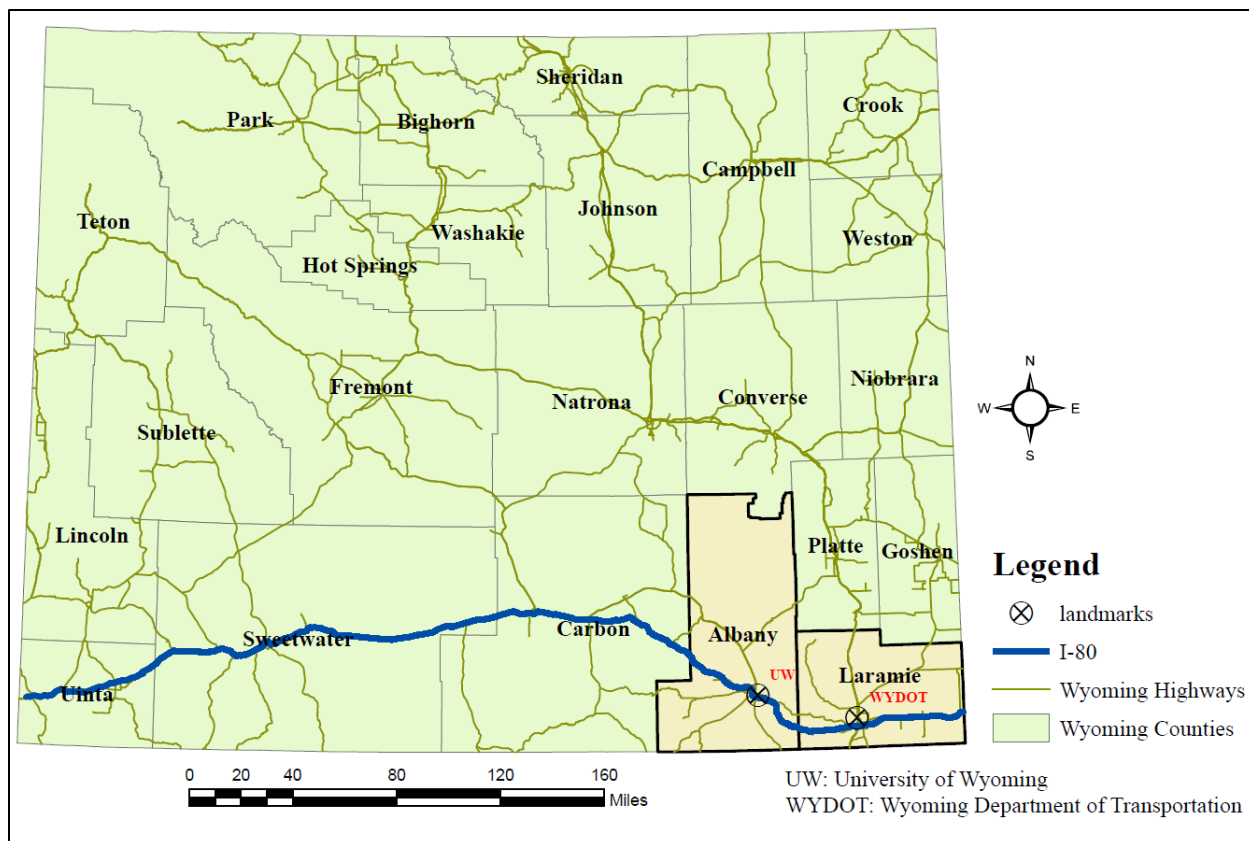 Sheridan
Crook
Park
Bighorn
Campbell
Johnson
Teton
Washakie
Weston
Hot Springs
Fremont
Niobrara
Natrona
Converse
Sublette
Lincoln
Platte
Goshen
Sweetwater
Carbon
Albany
UW
Laramie
WYDOT
Uinta
N
W
E
S
Legend
landmarks
I-80
Wyoming Highways
Wyoming Counties
0 20 40 80 120 160
Miles
UW: University of Wyoming
WYDOT: Wyoming Department of Transportation